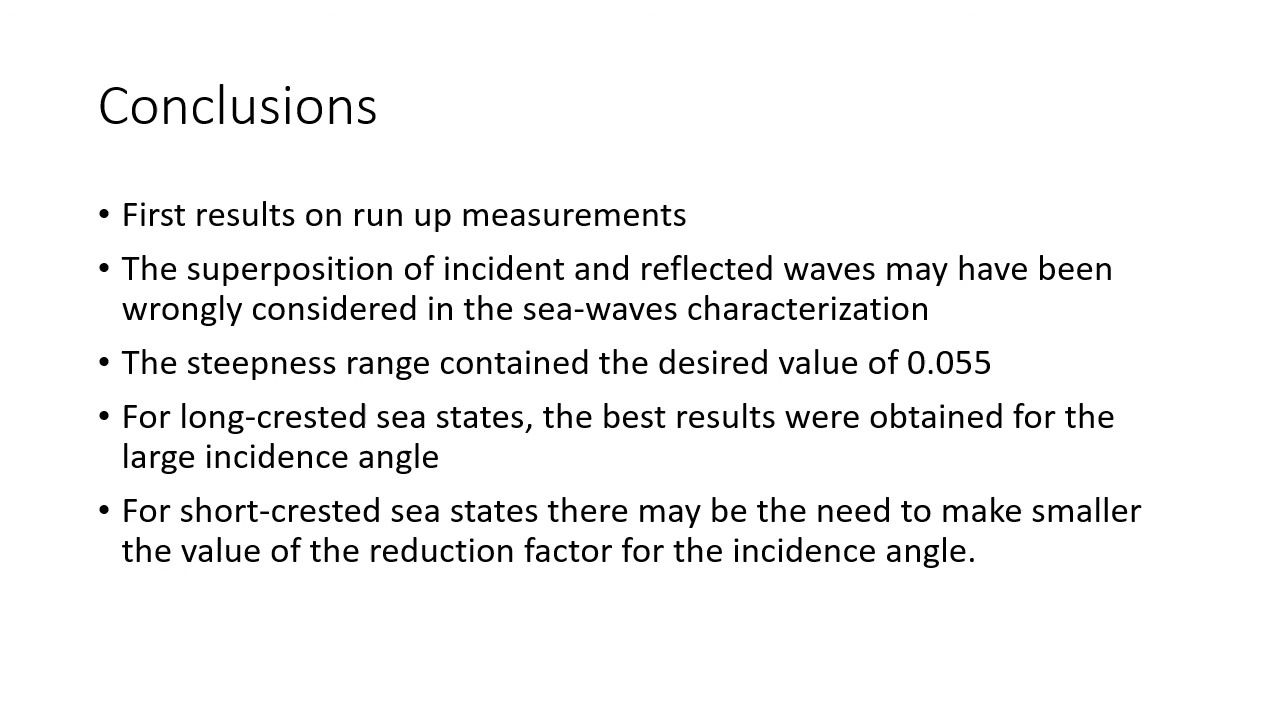 Conclusions
• First results on run up measurements
• The superposition of incident and reflected waves may have been
wrongly considered in the sea-waves characterization
• The steepness range contained the desired value of 0.055
• For long-crested sea states, the best results were obtained for the
large incidence angle
• For short-crested sea states there may be the need to make smaller
the value of the reduction factor for the incidence angle.